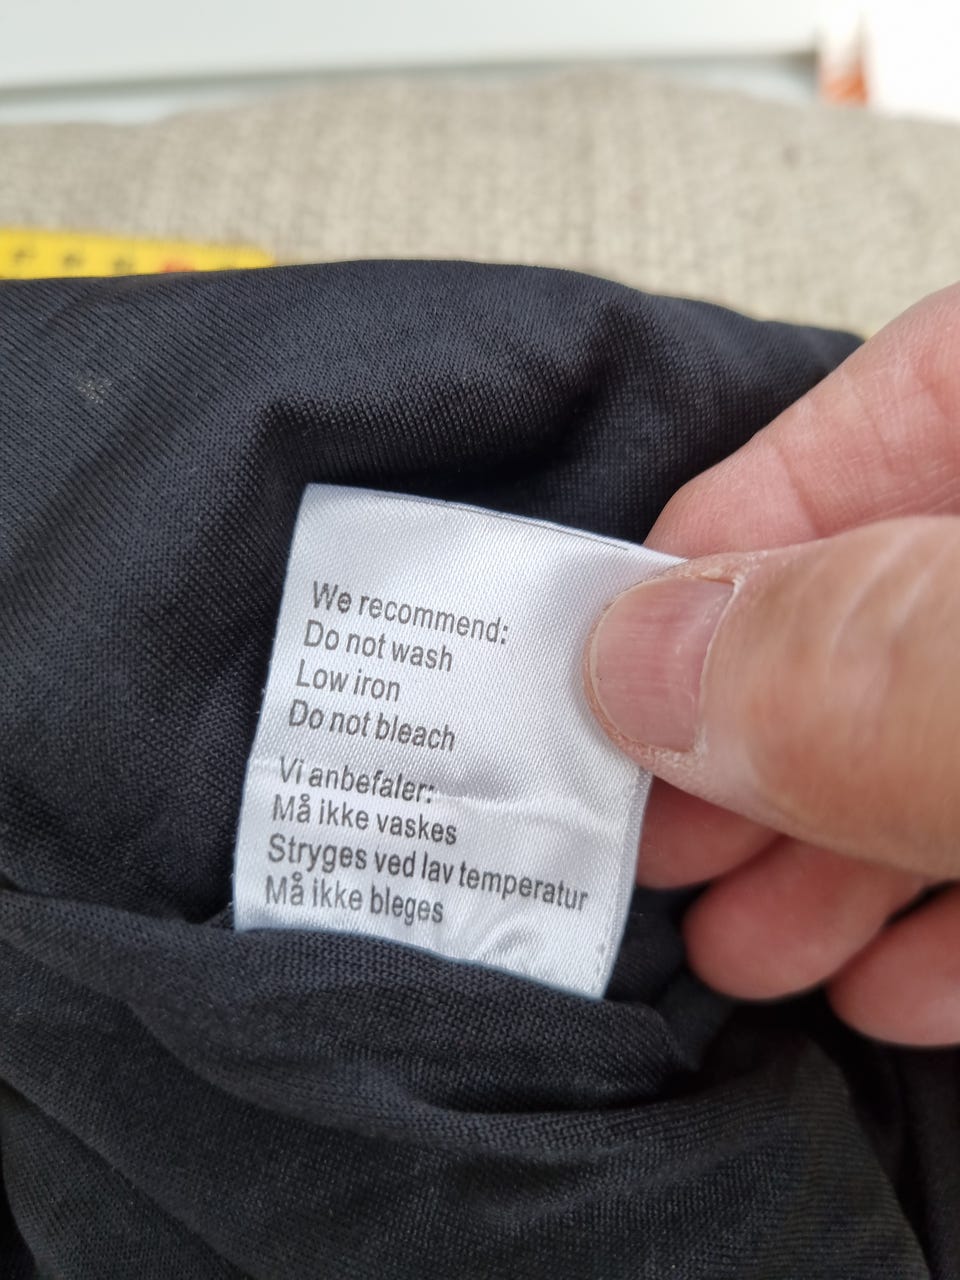 We recommend:
Do not wash
Low iron
Do not bleach
Vi anbefaler:
Må ikke vaskes
Stryges ved lav temperatur
Må ikke bleges